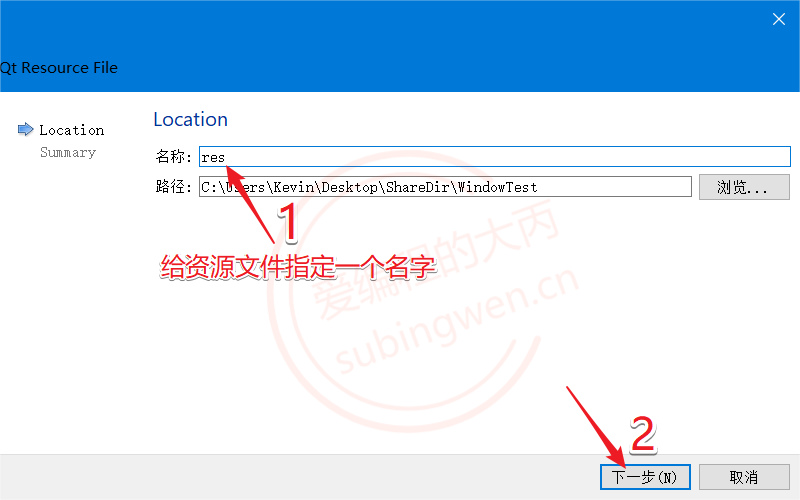 Qt Resource File
Location
Summary
Location
名称: res
路径: C:\Users\Kevin\Desktop\ShareDir\WindowTest 浏览...
1
给资源文件指定一个名字
爱编程的大丙
subingwen.cn
2
下一步(N) 取消